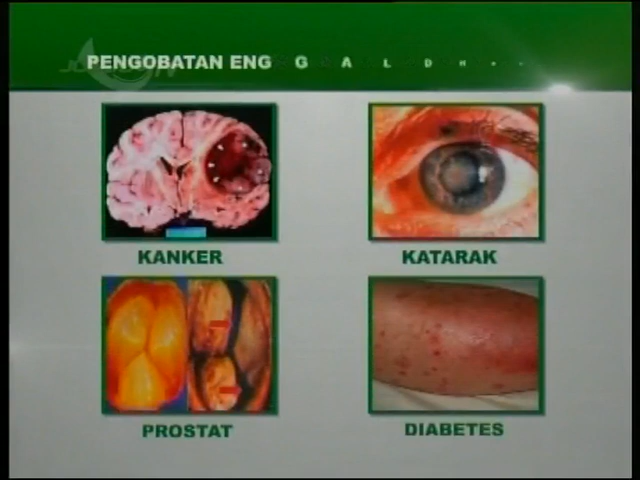 PENGOBATAN ENG G A L D H . .
KANKER
KATARAK
PROSTAT
DIABETES